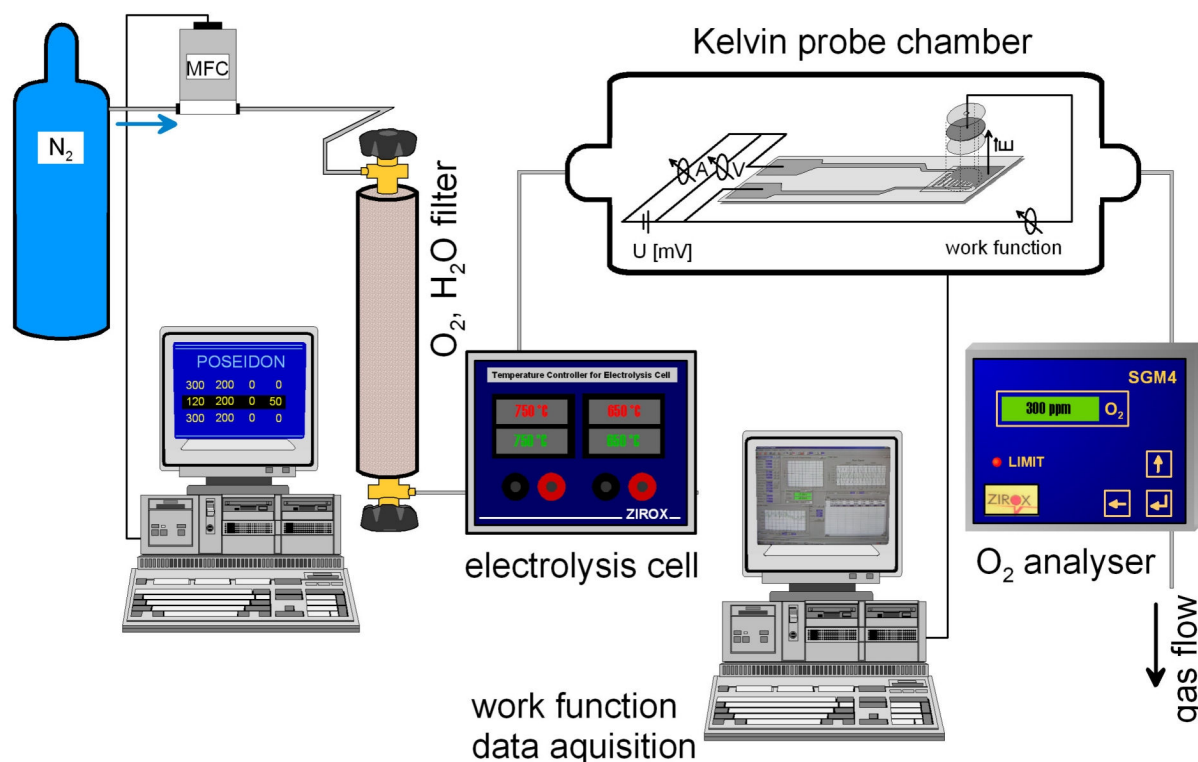 Kelvin probe chamber
MFC
N₂
O₂, H₂O filter
A
V
E
U [mV]
work function
POSEIDON
300 200 0 0
120 200 0 50
300 200 0 0
Temperature Controller for Electrolysis Cell
750 °C
650 °C
750 °C
650 °C
ZIROX
electrolysis cell
SGM4
300 ppm O₂
LIMIT
ZIROX
O₂ analyser
gas flow
work function
data aquisition